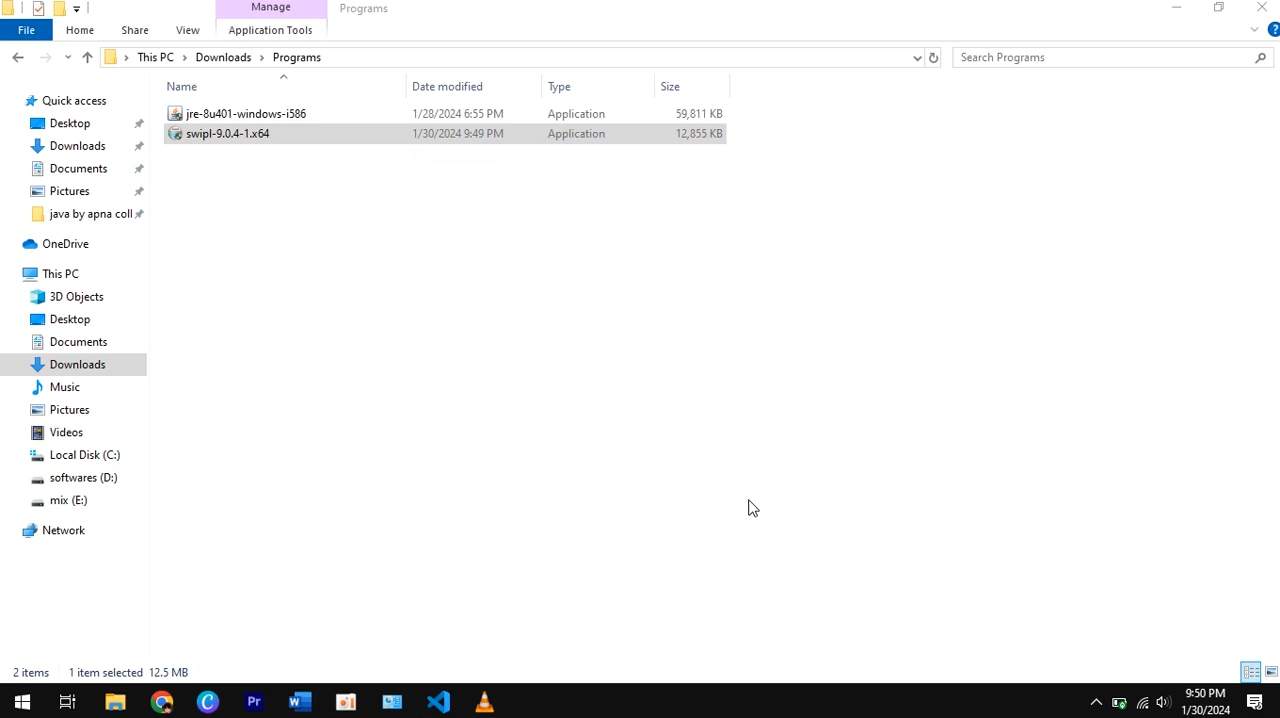 Manage
Programs
File
Home
Share
View
Application Tools
This PC
Downloads
Programs
Search Programs
Name
Date modified
Type
Size
jre-8u401-windows-i586
1/28/2024 6:55 PM
Application
59,811 KB
swipl-9.0.4-1.x64
1/30/2024 9:49 PM
Application
12,855 KB
Quick access
Desktop
Downloads
Documents
Pictures
java by apna coll
OneDrive
This PC
3D Objects
Desktop
Documents
Downloads
Music
Pictures
Videos
Local Disk (C:)
softwares (D:)
mix (E:)
Network
2 items
1 item selected 12.5 MB
9:50 PM
1/30/2024